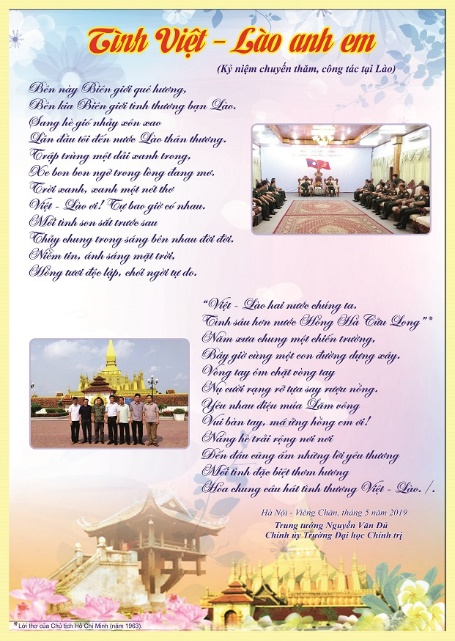 Tình Việt - Lào anh em
(Kỷ niệm chuyến thăm, công tác tại Lào)
Bên này Biên giới quê hương,
Bên kia Biên giới tình thương bạn Lào.
Sang hè gió nhảy xôn xao
Lần đầu tôi đến nước Lào thân thương.
Trập trùng một dải xanh trong,
Xe bon bon ngỡ trong lòng đang mơ.
Trời xanh, xanh một nét thơ
Việt - Lào ơi! Tự bao giờ có nhau.
Mối tình son sắt trước sau
Thủy chung trong sáng bên nhau đời đời.
Niềm tin, ánh sáng mặt trời,
Hồng tươi độc lập, chói ngời tự do.
"Việt - Lào hai nước chúng ta.
Tình sâu hơn nước Hồng Hà Cửu Long"*
Năm xưa chung một chiến trường,
Bây giờ cùng một con đường dựng xây.
Vòng tay ôm chặt vòng tay
Nụ cười rạng rỡ tựa say rượu nồng.
Yêu nhau điệu múa Lăm vông
Vui bàn tay, má ửng hồng em ơi!
Nắng hè trải rộng nơi nơi
Đến đâu cũng ấm những lời yêu thương
Mối tình đặc biệt thơm hương
Hòa chung câu hát tình thương Việt - Lào. /.
Hà Nội - Viêng Chăn, tháng 5 năm 2019
Trung tướng Nguyễn Văn Dủ
Chính ủy Trường Đại học Chính trị
* Lời thơ của Chủ tịch Hồ Chí Minh (năm 1963).